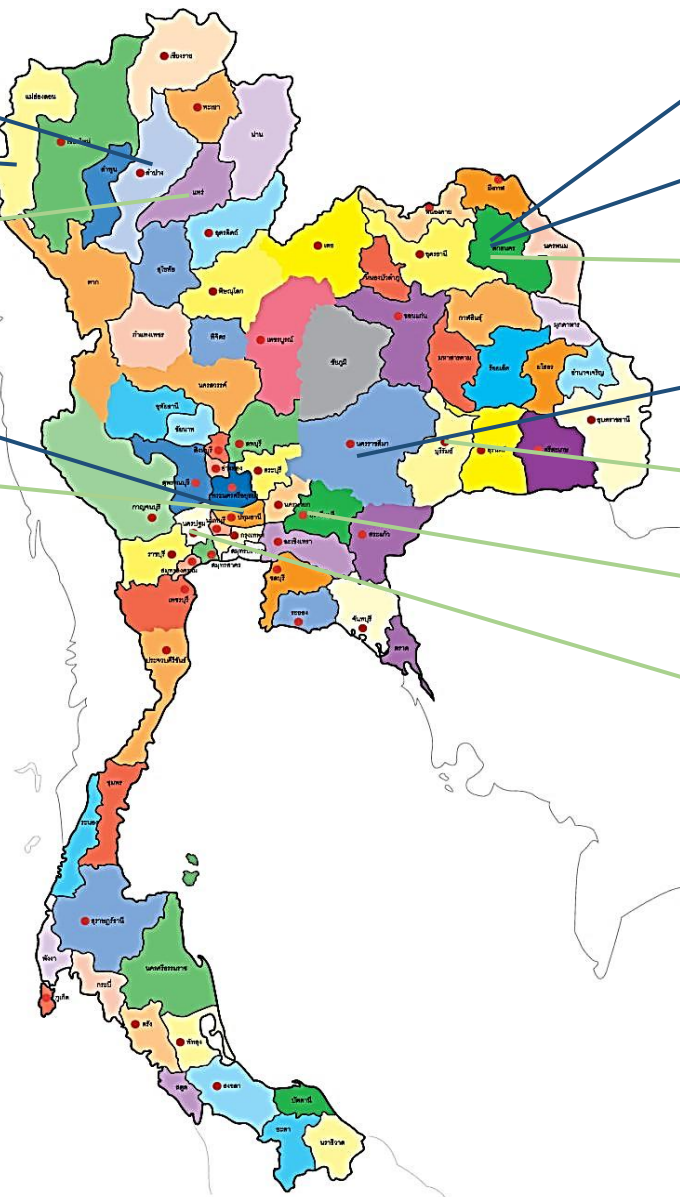 เชียงราย
แม่ฮ่องสอน
พะเยา
น่าน
เชียงใหม่
ลำพูน
ลำปาง
แพร่
บึงกาฬ
หนองคาย
อุตรดิตถ์
สกลนคร
นครพนม
เลย
อุดรธานี
ตาก
สุโขทัย
หนองบัวลำภู
พิษณุโลก
ขอนแก่น
กาฬสินธุ์
มุกดาหาร
กำแพงเพชร
พิจิตร
เพชรบูรณ์
ชัยภูมิ
มหาสารคาม
ร้อยเอ็ด
ยโสธร
อำนาจเจริญ
นครสวรรค์
อุทัยธานี
ชัยนาท
ลพบุรี
นครราชสีมา
บุรีรัมย์
สุรินทร์
ศรีสะเกษ
อุบลราชธานี
สิงห์บุรี
อ่างทอง
สระบุรี
สุพรรณบุรี
พระนครศรีอยุธยา
กาญจนบุรี
นครนายก
ปทุมธานี
นครปฐม
นนทบุรี
กรุงเทพฯ
สระแก้ว
ฉะเชิงเทรา
ราชบุรี
สมุทรสาคร
สมุทรสงคราม
ชลบุรี
เพชรบุรี
ระยอง
จันทบุรี
ตราด
ประจวบคีรีขันธ์
ชุมพร
ระนอง
สุราษฎร์ธานี
พังงา
นครศรีธรรมราช
กระบี่
ภูเก็ต
ตรัง
พัทลุง
สตูล
สงขลา
ปัตตานี
ยะลา
นราธิวาส